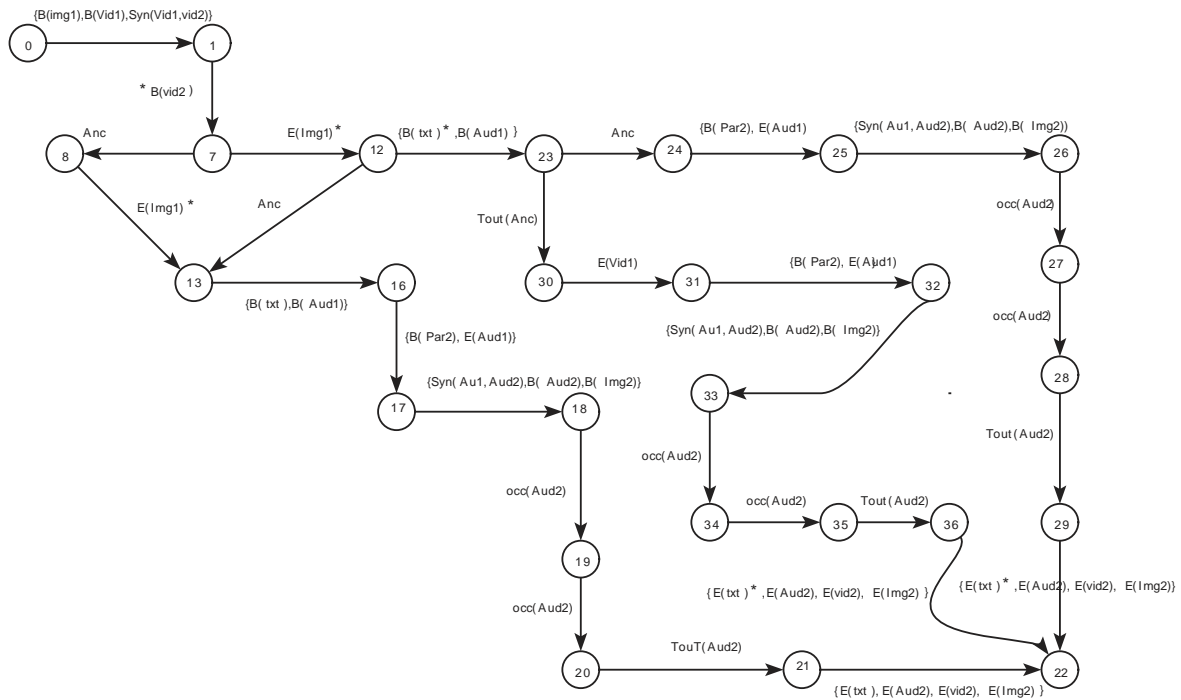 {B(img1),B(Vid1),Syn(Vid1,vid2)}
0
1
* B(vid2 )
Anc
E(Img1) *
{B( txt ) * ,B( Aud1) }
Anc
{B( Par2), E(Aud1)
{Syn( Au1, Aud2),B( Aud2),B( Img2))
8
7
12
23
24
25
26
E(Img1) *
Anc
Tout (Anc)
occ(Aud2)
E(Vid1)
{B( Par2), E(Aud1)
27
13
16
30
31
32
{B( txt ),B( Aud1)}
occ(Aud2)
{B( Par2), E(Aud1)}
{Syn( Au1, Aud2),B( Aud2),B( Img2)}
28
{Syn( Au1, Aud2),B( Aud2),B( Img2)}
33
17
18
Tout (Aud2)
occ(Aud2)
occ(Aud2)
occ(Aud2)
Tout (Aud2)
34
35
36
29
19
{ E(txt ) * , E(Aud2), E(vid2), E(Img2) }
{ E(txt ) * , E(Aud2), E(vid2), E(Img2)}
occ(Aud2)
TouT(Aud2)
20
21
22
{ E(txt ), E(Aud2), E(vid2), E(Img2) }